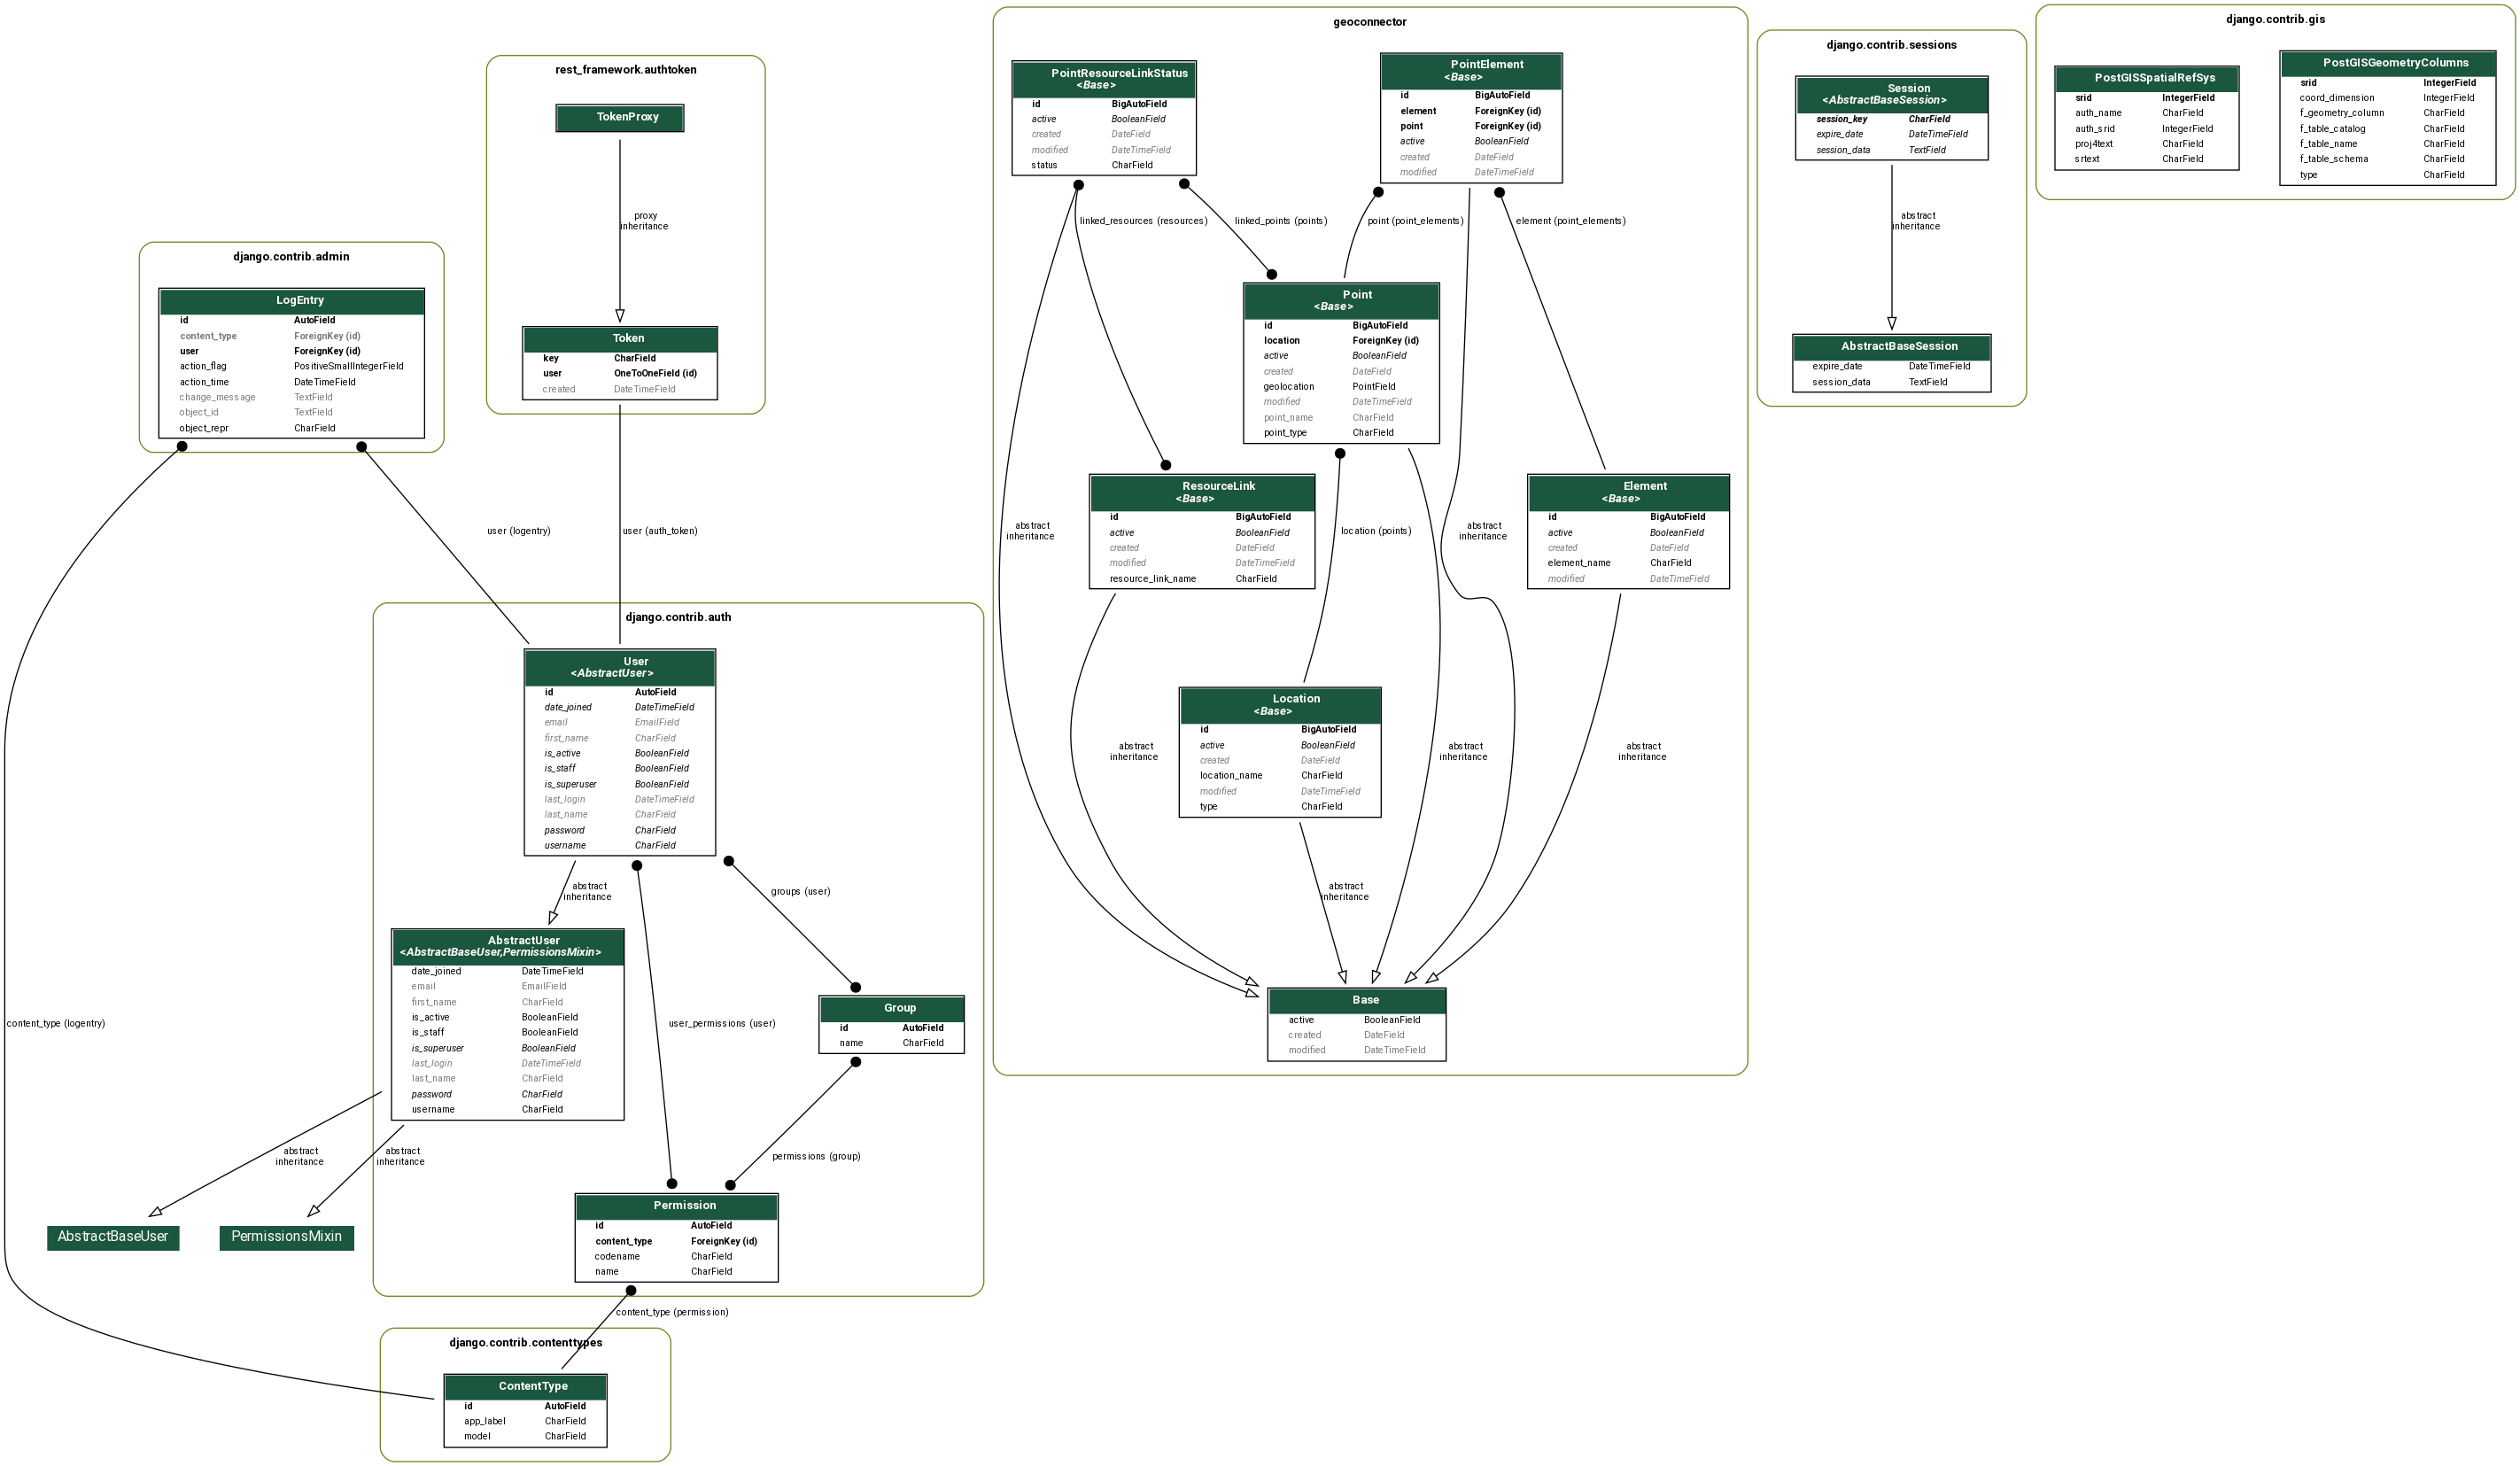 django.contrib.admin
LogEntry
id AutoField
content_type ForeignKey (id)
user ForeignKey (id)
action_flag PositiveSmallIntegerField
action_time DateTimeField
change_message TextField
object_id TextField
object_repr CharField
rest_framework.authtoken
TokenProxy
proxy
inheritance
Token
key CharField
user OneToOneField (id)
created DateTimeField
user (logentry)
user (auth_token)
content_type (logentry)
django.contrib.auth
User
<AbstractUser>
id AutoField
date_joined DateTimeField
email EmailField
first_name CharField
is_active BooleanField
is_staff BooleanField
is_superuser BooleanField
last_login DateTimeField
last_name CharField
password CharField
username CharField
abstract
inheritance
groups (user)
AbstractUser
<AbstractBaseUser,PermissionsMixin>
date_joined DateTimeField
email EmailField
first_name CharField
is_active BooleanField
is_staff BooleanField
is_superuser BooleanField
last_login DateTimeField
last_name CharField
password CharField
username CharField
user_permissions (user)
Group
id AutoField
name CharField
abstract
inheritance
abstract
inheritance
permissions (group)
AbstractBaseUser
PermissionsMixin
Permission
id AutoField
content_type ForeignKey (id)
codename CharField
name CharField
content_type (permission)
django.contrib.contenttypes
ContentType
id AutoField
app_label CharField
model CharField
geoconnector
PointResourceLinkStatus
<Base>
id BigAutoField
active BooleanField
created DateField
modified DateTimeField
status CharField
PointElement
<Base>
id BigAutoField
element ForeignKey (id)
point ForeignKey (id)
active BooleanField
created DateField
modified DateTimeField
linked_resources (resources)
linked_points (points)
point (point_elements)
element (point_elements)
Point
<Base>
id BigAutoField
location ForeignKey (id)
active BooleanField
created DateField
geolocation PointField
modified DateTimeField
point_name CharField
point_type CharField
ResourceLink
<Base>
id BigAutoField
active BooleanField
created DateField
modified DateTimeField
resource_link_name CharField
Element
<Base>
id BigAutoField
active BooleanField
created DateField
element_name CharField
modified DateTimeField
abstract
inheritance
location (points)
abstract
inheritance
Location
<Base>
id BigAutoField
active BooleanField
created DateField
location_name CharField
modified DateTimeField
type CharField
abstract
inheritance
abstract
inheritance
abstract
inheritance
abstract
inheritance
Base
active BooleanField
created DateField
modified DateTimeField
django.contrib.sessions
Session
<AbstractBaseSession>
session_key CharField
expire_date DateTimeField
session_data TextField
abstract
inheritance
AbstractBaseSession
expire_date DateTimeField
session_data TextField
django.contrib.gis
PostGISSpatialRefSys
srid IntegerField
auth_name CharField
auth_srid IntegerField
proj4text CharField
srtext CharField
PostGISGeometryColumns
srid IntegerField
coord_dimension IntegerField
f_geometry_column CharField
f_table_catalog CharField
f_table_name CharField
f_table_schema CharField
type CharField